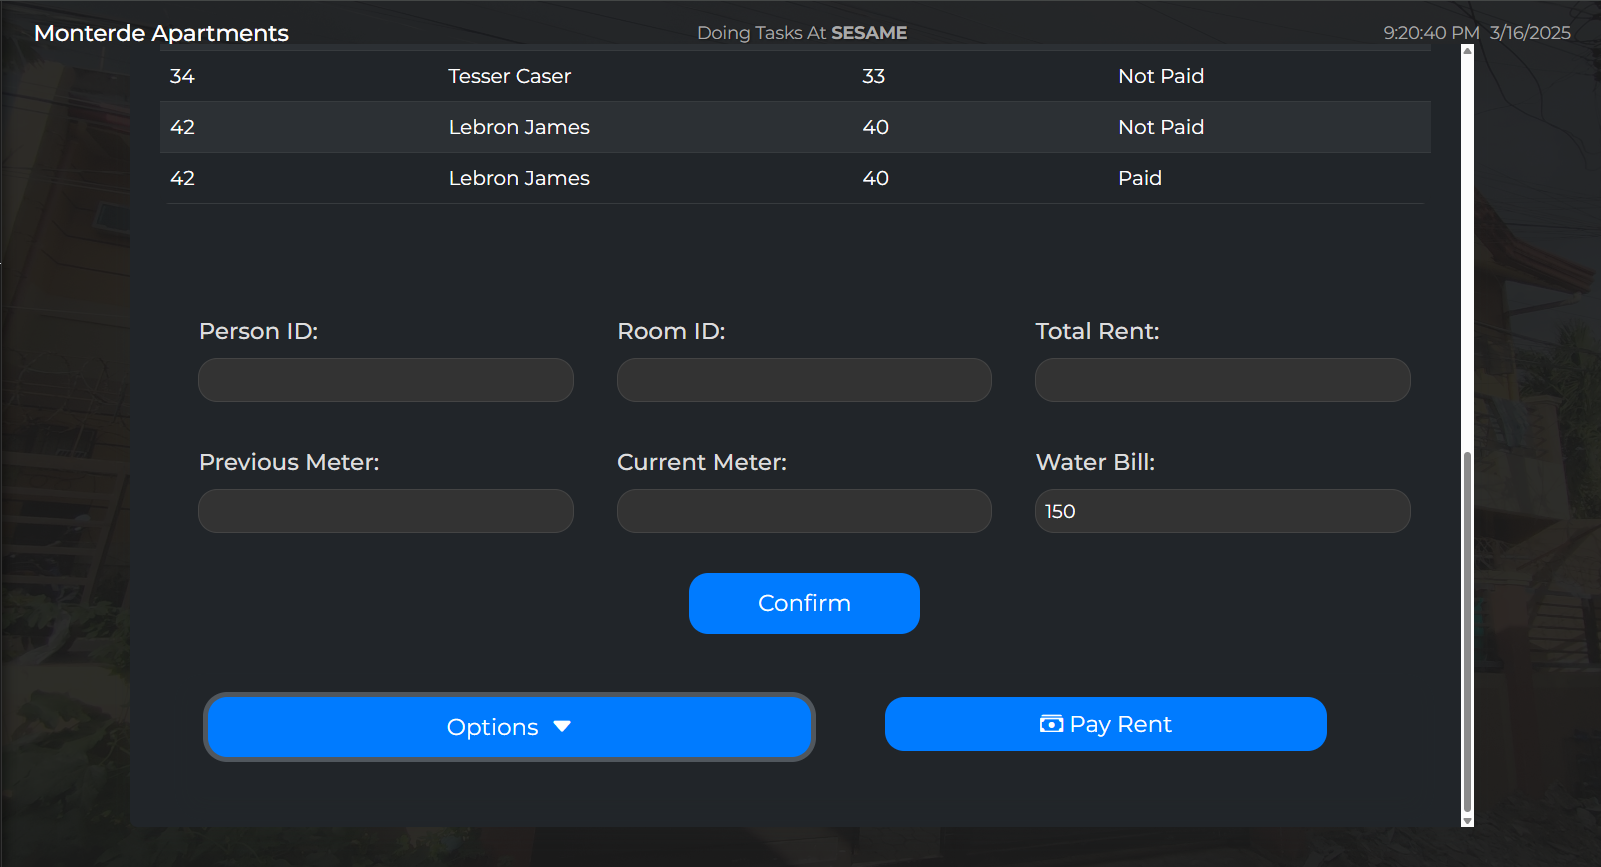 Monterde Apartments Doing Tasks At SESAME 9:20:40 PM 3/16/2025
34 Tesser Caser 33 Not Paid
42 Lebron James 40 Not Paid
42 Lebron James 40 Paid
Person ID: Room ID: Total Rent:
Previous Meter: Current Meter: Water Bill:
150
Confirm
Options Pay Rent